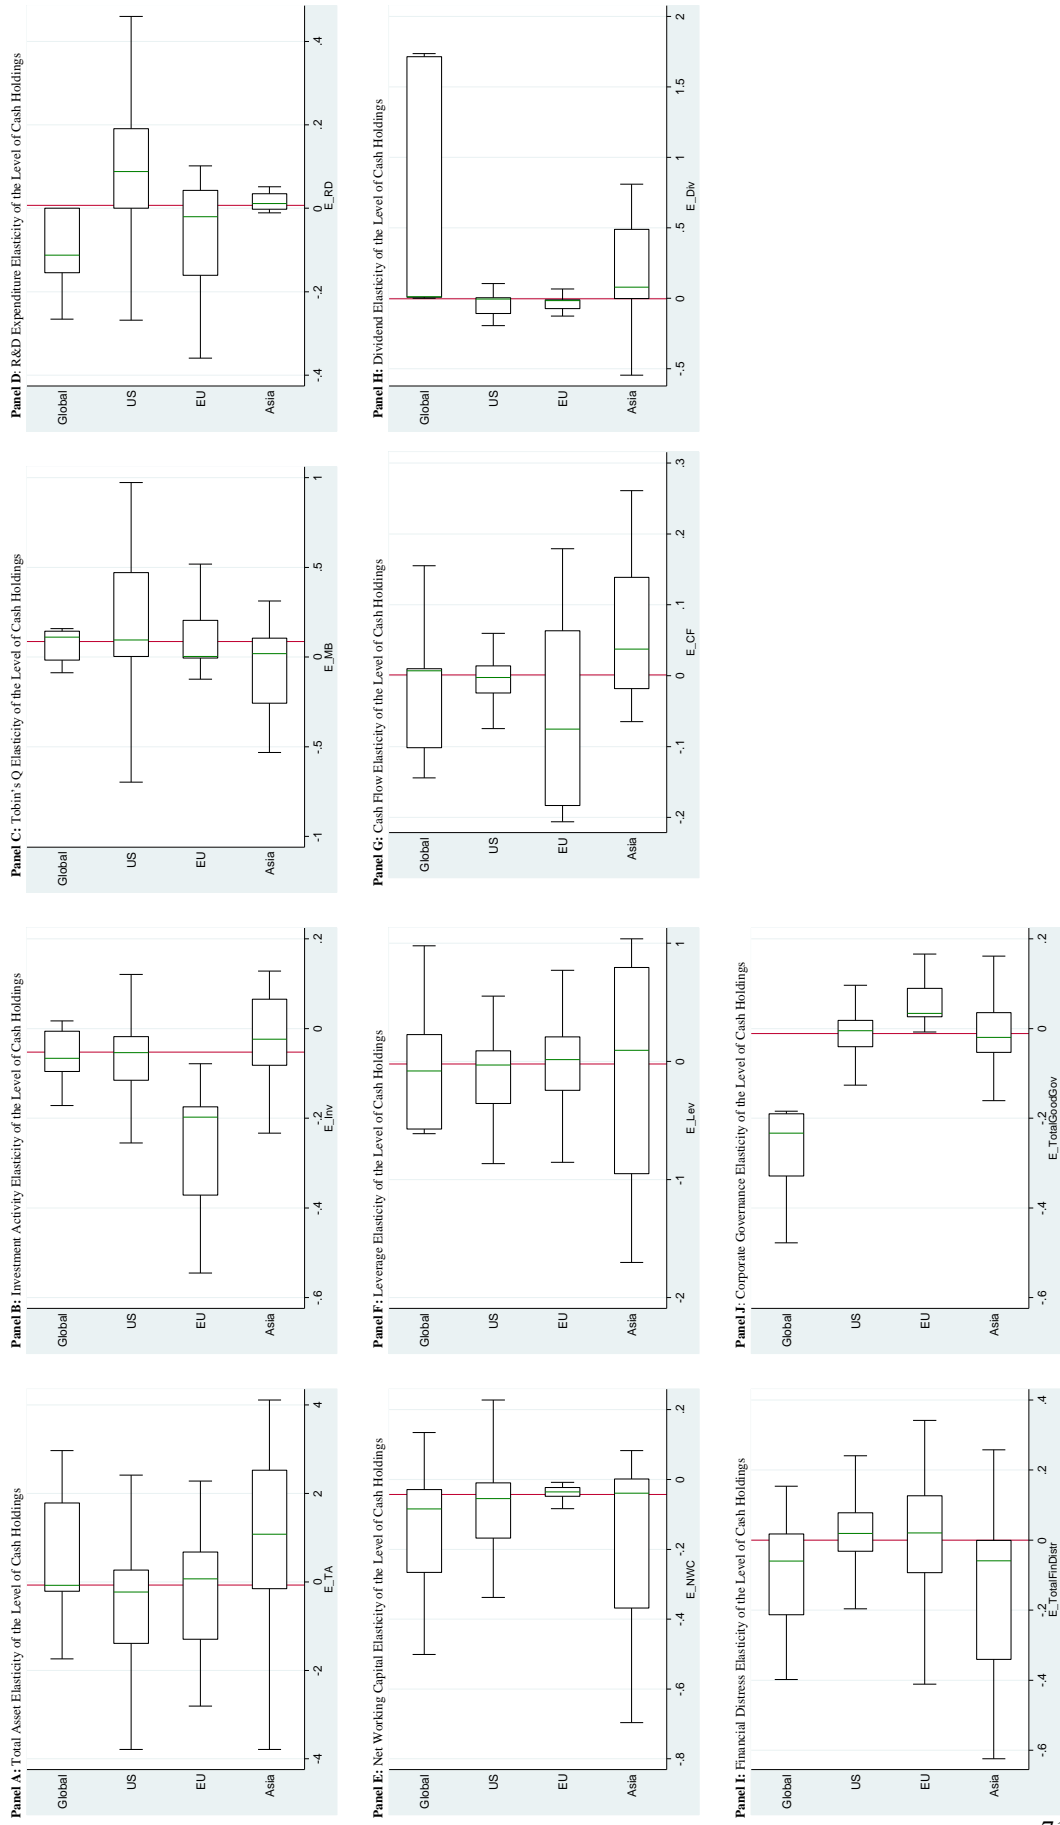 Panel A: Total Asset Elasticity of the Level of Cash Holdings
Global
US
EU
Asia
-4 -2 0 2 4
E_TA
Panel B: Investment Activity Elasticity of the Level of Cash Holdings
Global
US
EU
Asia
-.6 -.4 -.2 0 .2
E_Inv
Panel C: Tobin's Q Elasticity of the Level of Cash Holdings
Global
US
EU
Asia
-1 -.5 0 .5 1
E_MB
Panel D: R&D Expenditure Elasticity of the Level of Cash Holdings
Global
US
EU
Asia
-.4 -.2 0 .2 .4
E_RD
Panel E: Net Working Capital Elasticity of the Level of Cash Holdings
Global
US
EU
Asia
-.8 -.6 -.4 -.2 0 .2
E_NWC
Panel F: Leverage Elasticity of the Level of Cash Holdings
Global
US
EU
Asia
-2 -1 0 1
E_Lev
Panel G: Cash Flow Elasticity of the Level of Cash Holdings
Global
US
EU
Asia
-.2 -.1 0 .1 .2 .3
E_CF
Panel H: Dividend Elasticity of the Level of Cash Holdings
Global
US
EU
Asia
-.5 0 .5 1 1.5 2
E_Div
Panel I: Financial Distress Elasticity of the Level of Cash Holdings
Global
US
EU
Asia
-.6 -.4 -.2 0 .2 .4
E_TotalFinDistr
Panel J: Corporate Governance Elasticity of the Level of Cash Holdings
Global
US
EU
Asia
-.6 -.4 -.2 0 .2
E_TotalGoodGov